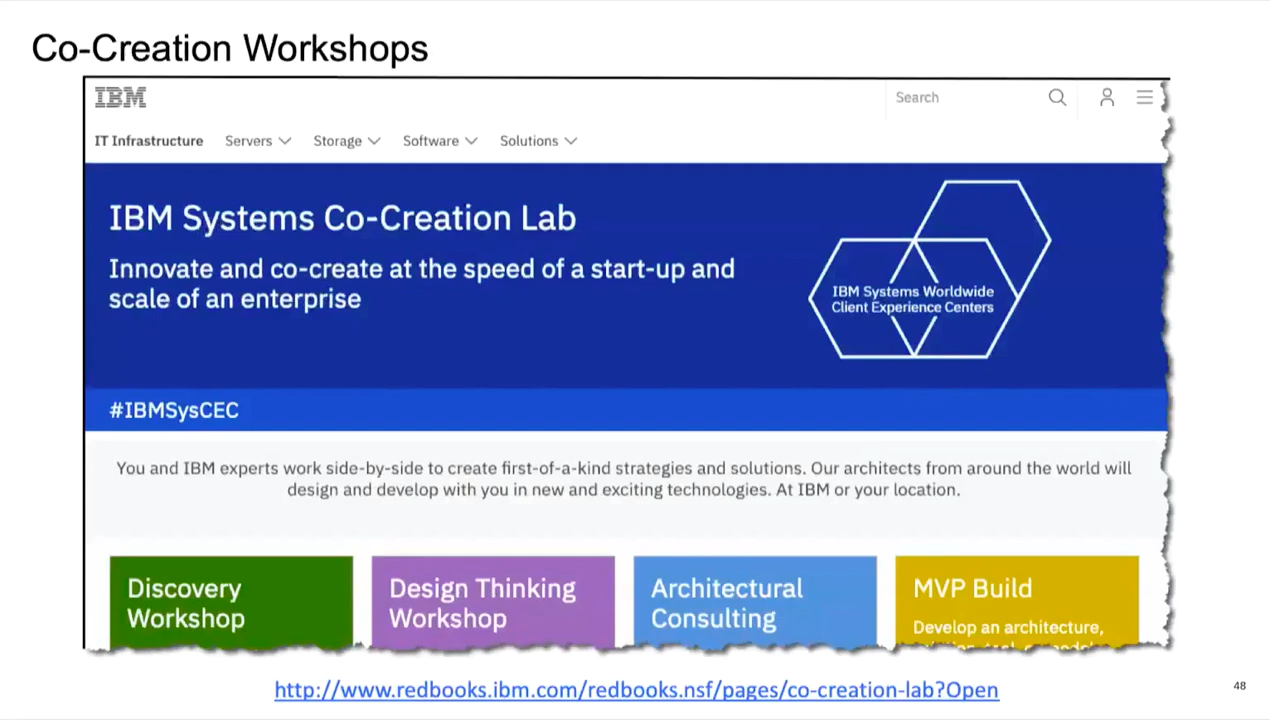 Co-Creation Workshops
IBM
Search
IT Infrastructure Servers Storage Software Solutions
IBM Systems Co-Creation Lab
Innovate and co-create at the speed of a start-up and
scale of an enterprise
IBM Systems Worldwide
Client Experience Centers
#IBMSysCEC
You and IBM experts work side-by-side to create first-of-a-kind strategies and solutions. Our architects from around the world will
design and develop with you in new and exciting technologies. At IBM or your location.
Discovery
Workshop
Design Thinking
Workshop
Architectural
Consulting
MVP Build
Develop an architecture,
http://www.redbooks.ibm.com/redbooks.nsf/pages/co-creation-lab?Open
48